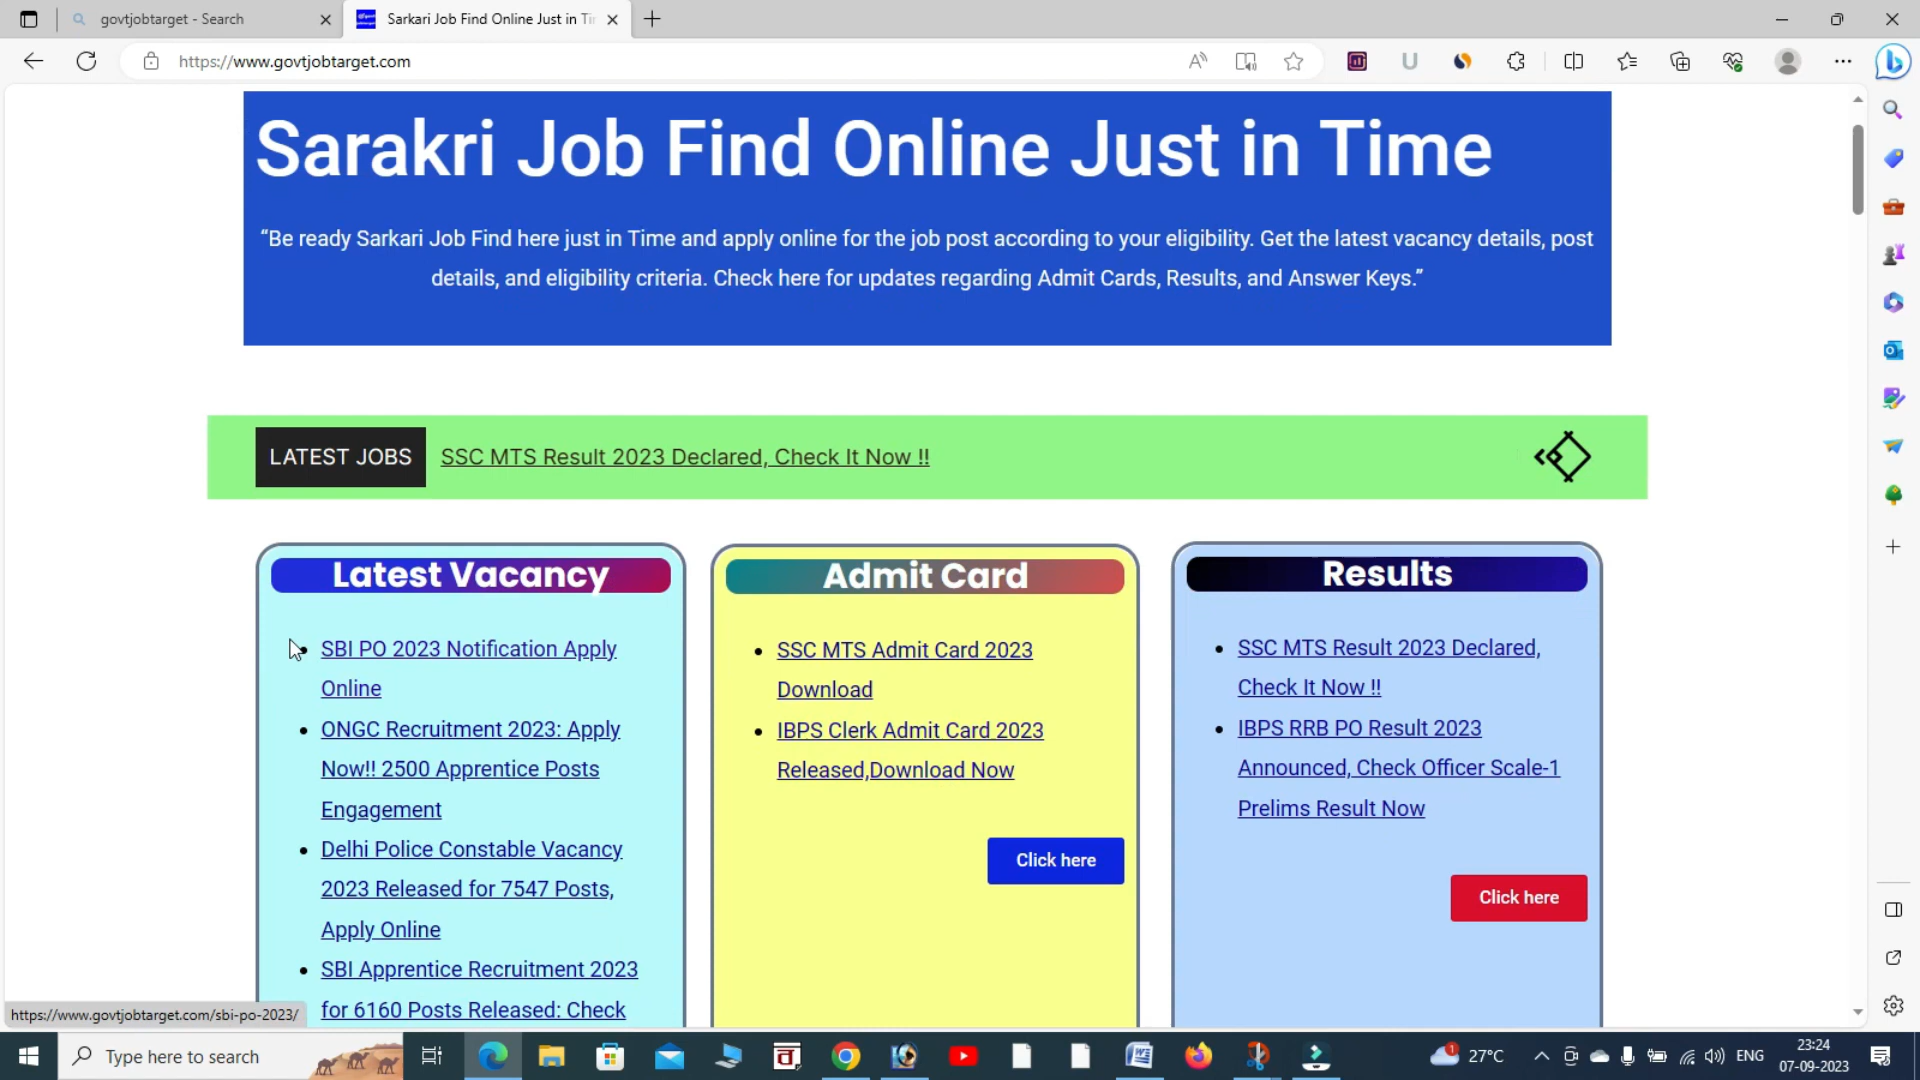 govtjobtarget - Search
Sarkari Job Find Online Just in Ti
https://www.govtjobtarget.com
Sarakri Job Find Online Just in Time
“Be ready Sarkari Job Find here just in Time and apply online for the job post according to your eligibility. Get the latest vacancy details, post
details, and eligibility criteria. Check here for updates regarding Admit Cards, Results, and Answer Keys.”
LATEST JOBS SSC MTS Result 2023 Declared, Check It Now !!
Latest Vacancy
SBI PO 2023 Notification Apply
Online
ONGC Recruitment 2023: Apply
Now!! 2500 Apprentice Posts
Engagement
Delhi Police Constable Vacancy
2023 Released for 7547 Posts,
Apply Online
SBI Apprentice Recruitment 2023
for 6160 Posts Released: Check
Admit Card
SSC MTS Admit Card 2023
Download
IBPS Clerk Admit Card 2023
Released,Download Now
Click here
Results
SSC MTS Result 2023 Declared,
Check It Now !!
IBPS RRB PO Result 2023
Announced, Check Officer Scale-1
Prelims Result Now
Click here
https://www.govtjobtarget.com/sbi-po-2023/
Type here to search
1
27°C
ENG
23:24
07-09-2023